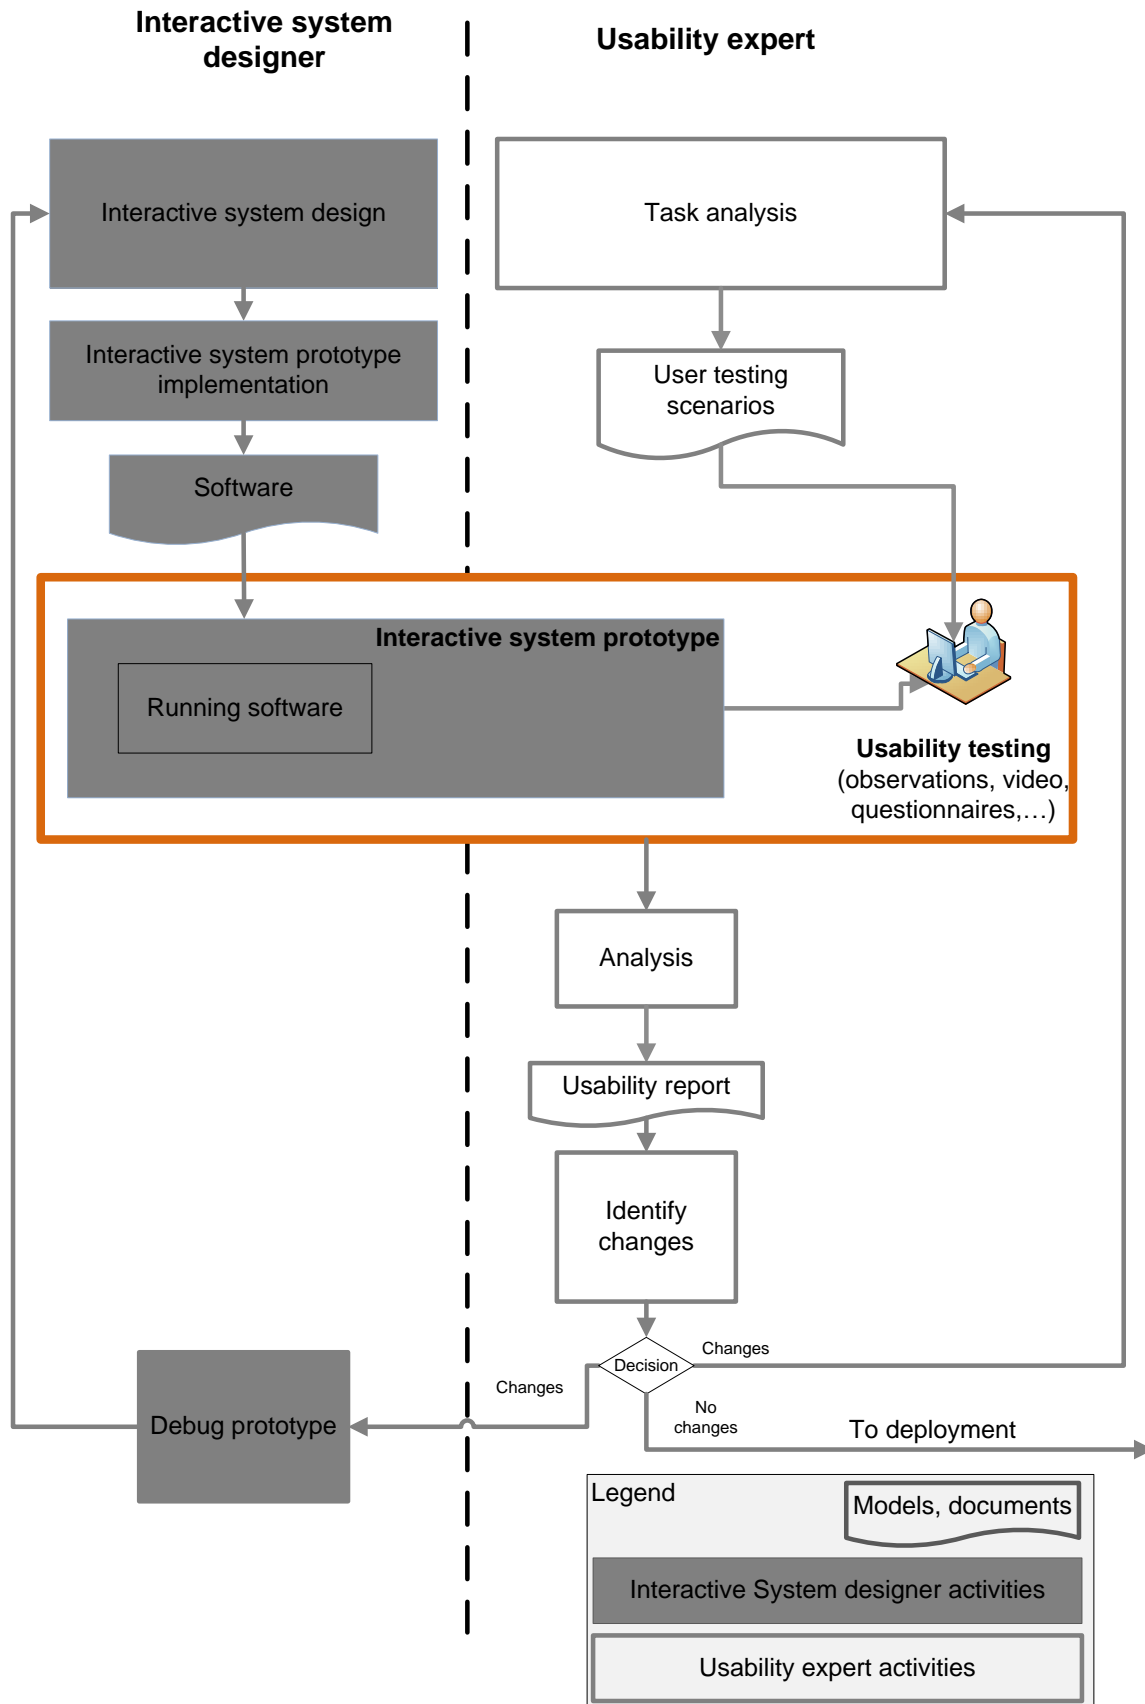 Interactive system
designer
Usability expert
Interactive system design
Task analysis
Interactive system prototype
implementation
User testing
scenarios
Software
Interactive system prototype
Running software
Usability testing
(observations, video,
questionnaires,…)
Analysis
Usability report
Identify
changes
Decision
Changes
Changes
No
changes
To deployment
Debug prototype
Legend
Models, documents
Interactive System designer activities
Usability expert activities